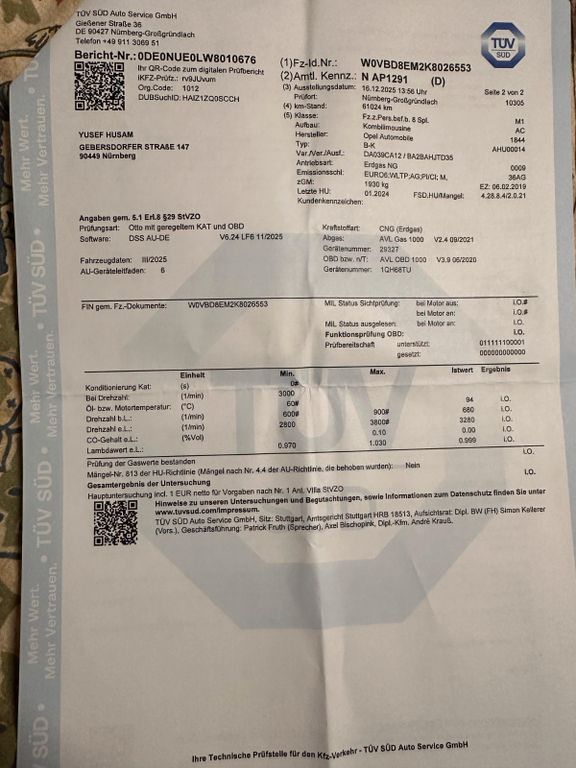 TÜV SÜD Auto Service GmbH
Gießener Straße 36
DE 90427 Nürnberg-Großgründlach
Telefon +49 911 3069 51
Bericht-Nr.: 0DE0NUE0LW8010676
Ihr QR-Code zum digitalen Prüfbericht
iKFZ-Prüfz.: rv9JUvum
Org.Code: 1012
DUBSuchID: HAIZ1ZQ0SCCH
TÜV
SÜD
(1) Fz-Id.Nr.: W0VBD8EM2K8026553
(2) Amtl. Kennz.: N AP1291 (D)
(3) Ausstellungsdatum: 16.12.2025 13:56 Uhr Seite 2 von 2
Prüfort: Nürnberg-Großgründlach 10305
(4) km-Stand: 61024 km
(5) Klasse: Fz.z.Pers.bef.b. 8 Spl. M1
Aufbau: Kombilimousine AC
Hersteller: Opel Automobile 1844
Typ: B-K AHU00014
Var./Ver./Ausf.: DA039CA12 / BA2BAHJTD35
Antriebsart: Erdgas NG 0009
Emissionsschl.: EURO6;WLTP;AG;PI/CI; M, 36AG
zGM: 1930 kg EZ: 06.02.2019
Letzte HU: 01.2024 FSD.HU/Mangel: 4.28.8.4/2.0.21
Kundenkennzeichen:
YUSEF HUSAM
GEBERSDORFER STRAßE 147
90449 Nürnberg
Angaben gem. 5.1 Erl.8 §29 StVZO
Prüfungsart: Otto mit geregeltem KAT und OBD
Software: DSS AU-DE V6.24 LF6 11/2025
Fahrzeugdaten: III/2025
AU-Geräteleitfaden: 6
Kraftstoffart: CNG (Erdgas)
Abgas: AVL Gas 1000 V2.4 09/2021
Gerätenummer: 29327
OBD bzw. n/T: AVL OBD 1000 V3.9 06/2020
Gerätenummer: 1QH68TU
FIN gem. Fz.-Dokumente: W0VBD8EM2K8026553
MIL Status Sichtprüfung: bei Motor aus: i.O.#
bei Motor an: i.O.#
MIL Status ausgelesen: bei Motor an: i.O.
Funktionsprüfung OBD: i.O.
Prüfbereitschaft unterstützt: 011111100001
gesetzt: 000000000000
Einheit Min. Max. Istwert Ergebnis
Konditionierung Kat: (s) 0#
Bei Drehzahl: (1/min) 3000
Öl- bzw. Motortemperatur: (°C) 60# 94 i.O.
Drehzahl b.L.: (1/min) 600# 900# 680 i.O.
Drehzahl e.L.: (1/min) 2800 3800# 3280 i.O.
CO-Gehalt e.L.: (%Vol) 0.10 0.00 i.O.
Lambdawert e.L.: 0.970 1.030 0.999 i.O.
Prüfung der Gaswerte bestanden i.O.
Mängel-Nr. 813 der HU-Richtlinie (Mängel nach Nr. 4.4 der AU-Richtlinie, die behoben wurden): Nein
Gesamtergebnis der Untersuchung i.O.
Hauptuntersuchung incl. 1 EUR netto für Vorgaben nach Nr. 1 Anl. VIIIa StVZO
Hinweise zu unseren Untersuchungen und Begutachtungen, sowie Informationen zum Datenschutz finden Sie unter
www.tuvsud.com/impressum.
TÜV SÜD Auto Service GmbH, Sitz: Stuttgart, Amtsgericht Stuttgart HRB 18513, Aufsichtsrat: Dipl. BW (FH) Simon Kellerer
(Vors.), Geschäftsführung: Patrick Fruth (Sprecher), Axel Bischopink, Dipl.-Kfm. André Krauß.
Mehr Wert.
Mehr Vertrauen.
TÜV SÜD
Mehr Wert.
Mehr Vertrauen.
TÜV SÜD
Mehr Wert.
Mehr Vertrauen.
SÜD
TÜV
SÜD
Ihre Technische Prüfstelle für den Kfz-Verkehr - TÜV SÜD Auto Service GmbH